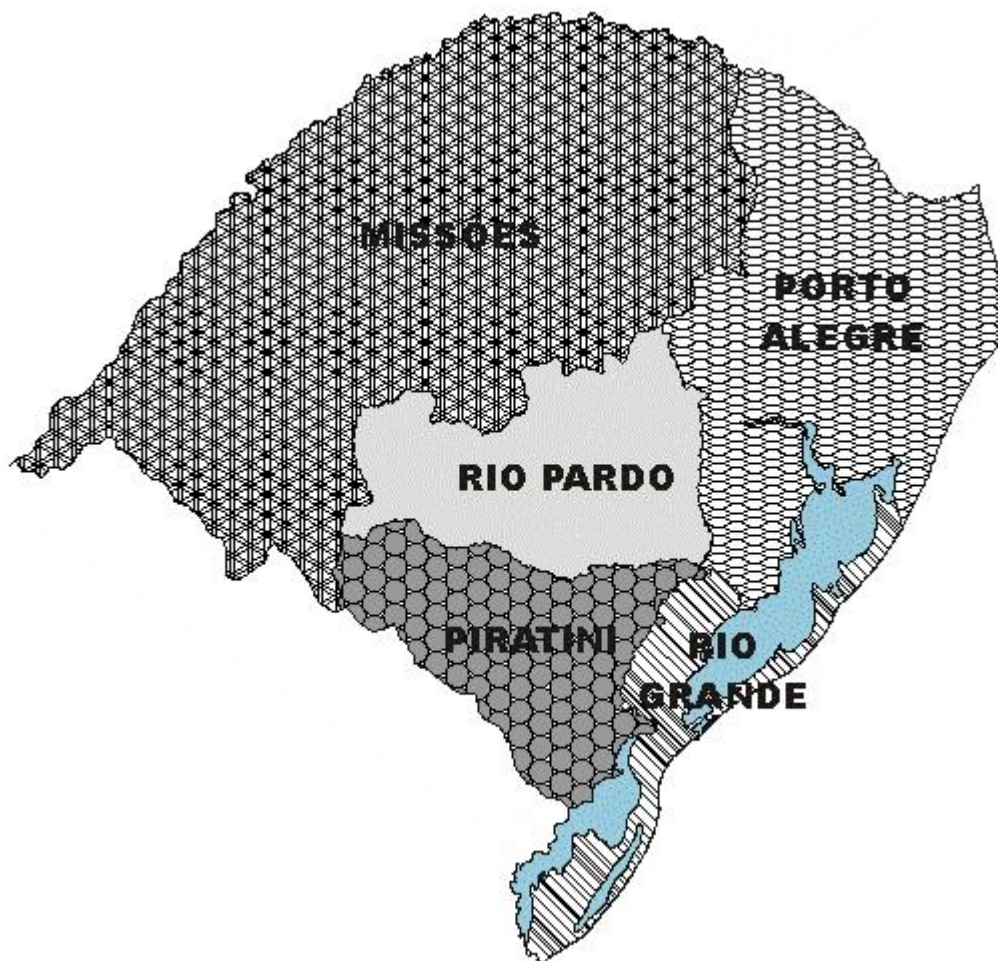 MISSÕES
PORTO
ALEGRE
RIO PARDO
PIRATINI
RIO
GRANDE